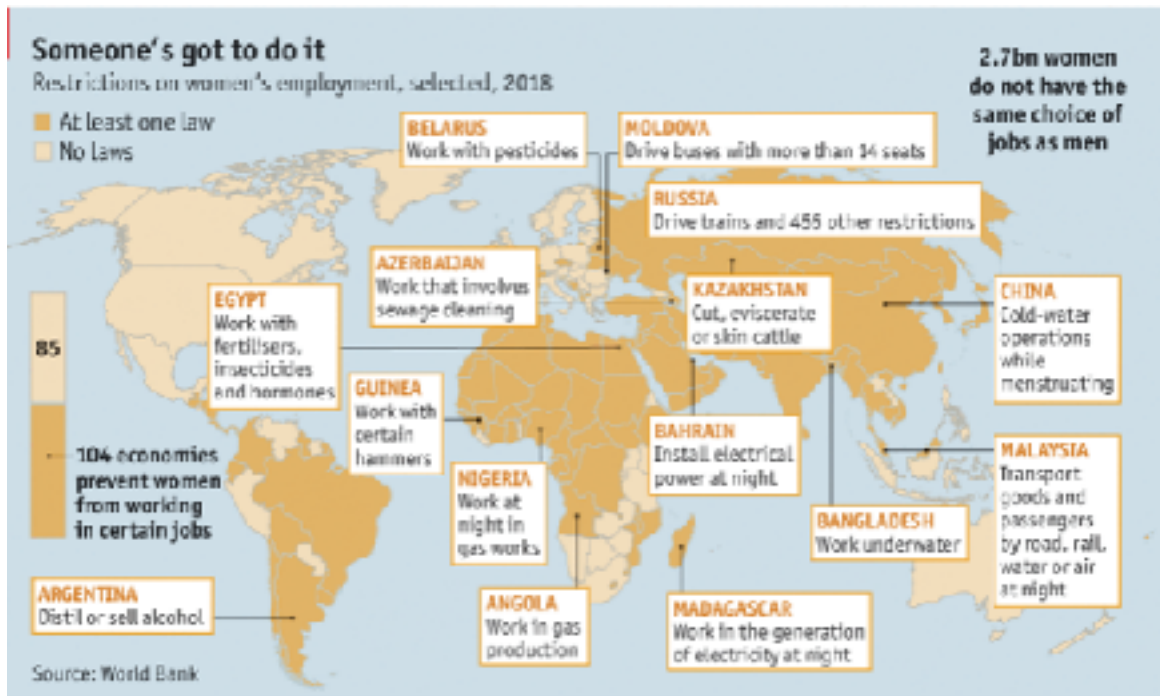 Someone's got to do it
Restrictions on women's employment, selected, 2018
At least one law
No laws
2.7bn women
do not have the
same choice of
jobs as men
BELARUS
Work with pesticides
MOLDOVA
Drive buses with more than 14 seats
RUSSIA
Drive trains and 455 other restrictions
AZERBAIJAN
Work that involves
sewage cleaning
KAZAKHSTAN
Cut, eviscerate
or skin cattle
CHINA
Cold-water
operations
while
menstruating
EGYPT
Work with
fertilisers,
insecticides
and hormones
85
GUINEA
Work with
certain
hammers
BAHRAIN
Install electrical
power at night
MALAYSIA
Transport
goods and
passengers
by road, rail,
water or air
at night
104 economies
prevent women
from working
in certain jobs
NIGERIA
Work at
night in
gas works
BANGLADESH
Work underwater
ARGENTINA
Distil or sell alcohol
ANGOLA
Work in gas
production
MADAGASCAR
Work in the generation
of electricity at night
Source: World Bank